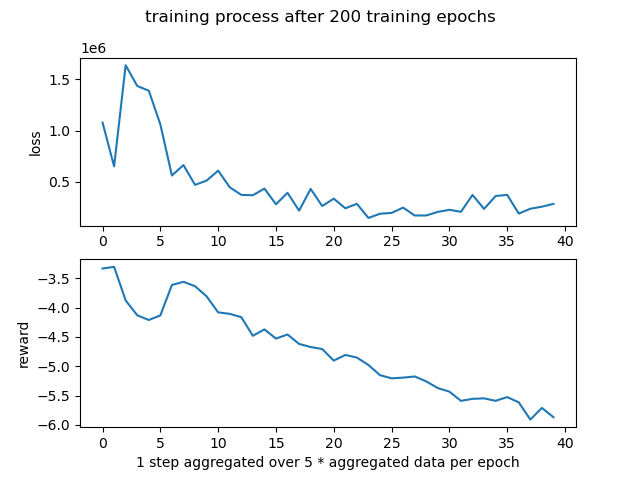 training process after 200 training epochs
1e6
1.5
1.0
0.5
loss
0 5 10 15 20 25 30 35 40
−3.5
−4.0
−4.5
−5.0
−5.5
−6.0
reward
0 5 10 15 20 25 30 35 40
1 step aggregated over 5 * aggregated data per epoch